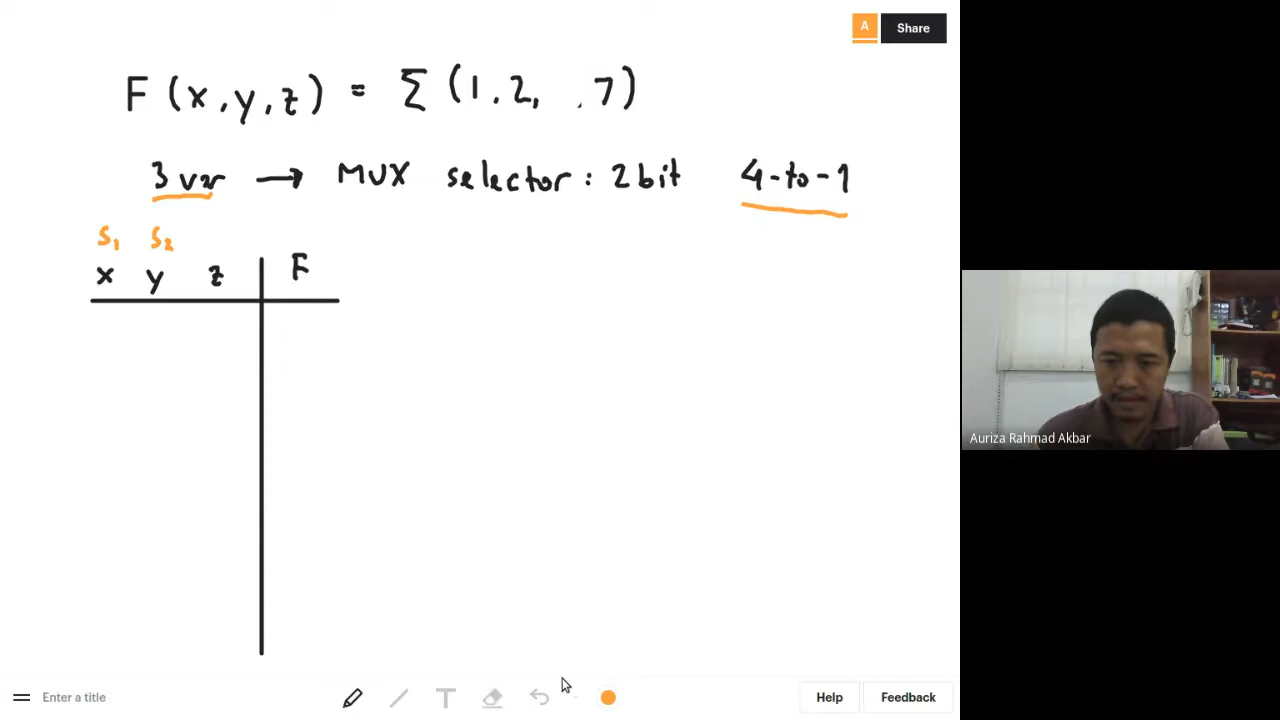 A Share
F (x, y, z) = Σ (1, 2, , 7)
3 var → MUX selector : 2 bit 4-to-1
S1 S2
x y z F
Auriza Rahmad Akbar
Enter a title
T
Help Feedback